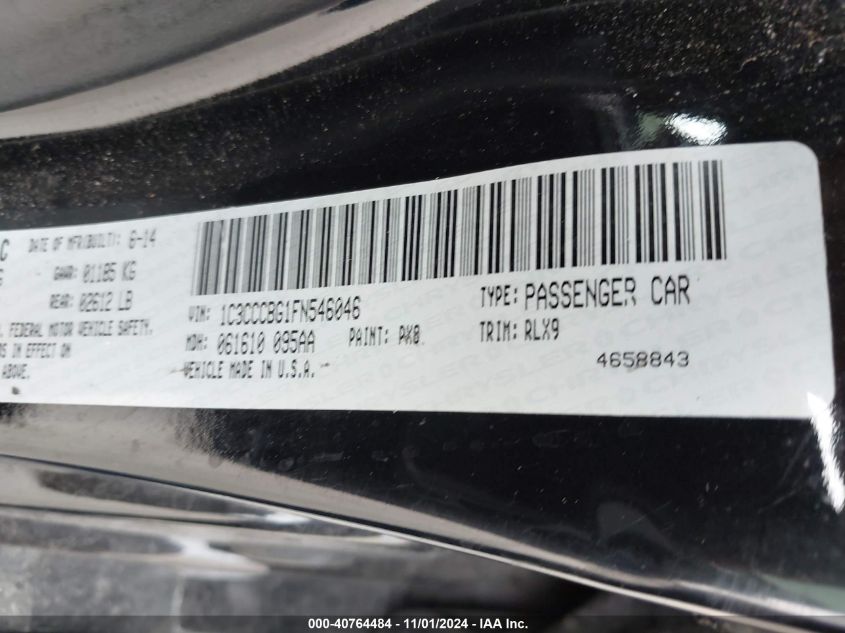 C DATE OF MFR(BUILT): 6-14
GAWR: 01185 KG
REAR: 02612 LB
FEDERAL MOTOR VEHICLE SAFETY,
S IN EFFECT ON
ABOVE.
VIN: 1C3CCCBG1FN546046 TYPE: PASSENGER CAR
MDH: 061610 095AA PAINT: PX8 TRIM: RLX9
VEHICLE MADE IN U.S.A. 4658843
000-40764484 - 11/01/2024 - IAA Inc.